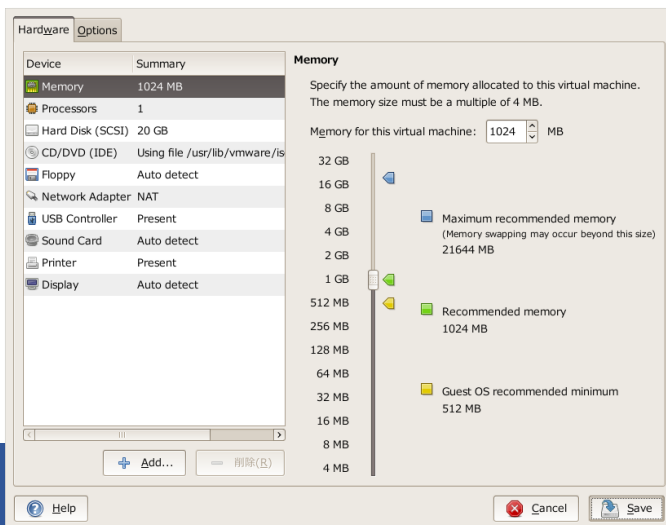 Hardware Options
Device Summary
Memory 1024 MB
Processors 1
Hard Disk (SCSI) 20 GB
CD/DVD (IDE) Using file /usr/lib/vmware/is
Floppy Auto detect
Network Adapter NAT
USB Controller Present
Sound Card Auto detect
Printer Present
Display Auto detect
Add... 削除(R)
Memory
Specify the amount of memory allocated to this virtual machine.
The memory size must be a multiple of 4 MB.
Memory for this virtual machine: 1024 MB
32 GB
16 GB
8 GB
4 GB
2 GB
1 GB
512 MB
256 MB
128 MB
64 MB
32 MB
16 MB
8 MB
4 MB
Maximum recommended memory
(Memory swapping may occur beyond this size)
21644 MB
Recommended memory
1024 MB
Guest OS recommended minimum
512 MB
Help Cancel Save